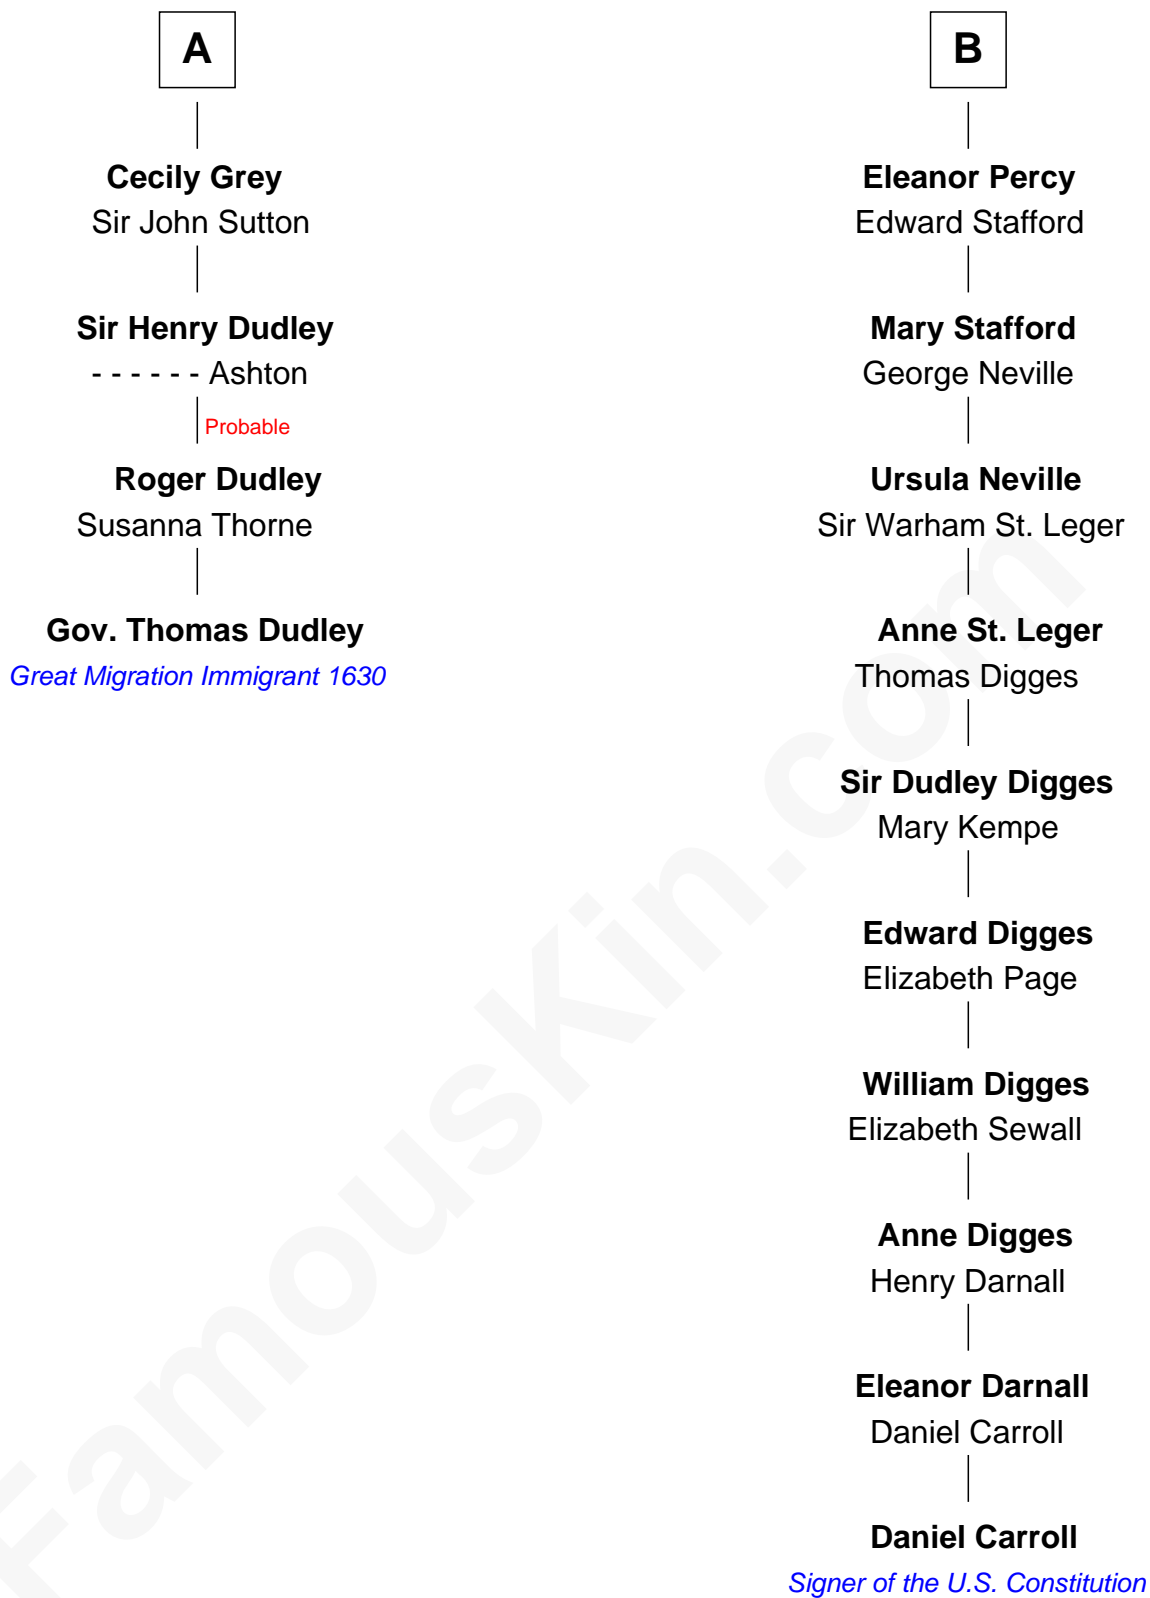 A
Cecily Grey
Sir John Sutton
Sir Henry Dudley
- - - - - - Ashton
Probable
Roger Dudley
Susanna Thorne
Gov. Thomas Dudley
Great Migration Immigrant 1630
B
Eleanor Percy
Edward Stafford
Mary Stafford
George Neville
Ursula Neville
Sir Warham St. Leger
Anne St. Leger
Thomas Digges
Sir Dudley Digges
Mary Kempe
Edward Digges
Elizabeth Page
William Digges
Elizabeth Sewall
Anne Digges
Henry Darnall
Eleanor Darnall
Daniel Carroll
Daniel Carroll
Signer of the U.S. Constitution
FamousKin.com